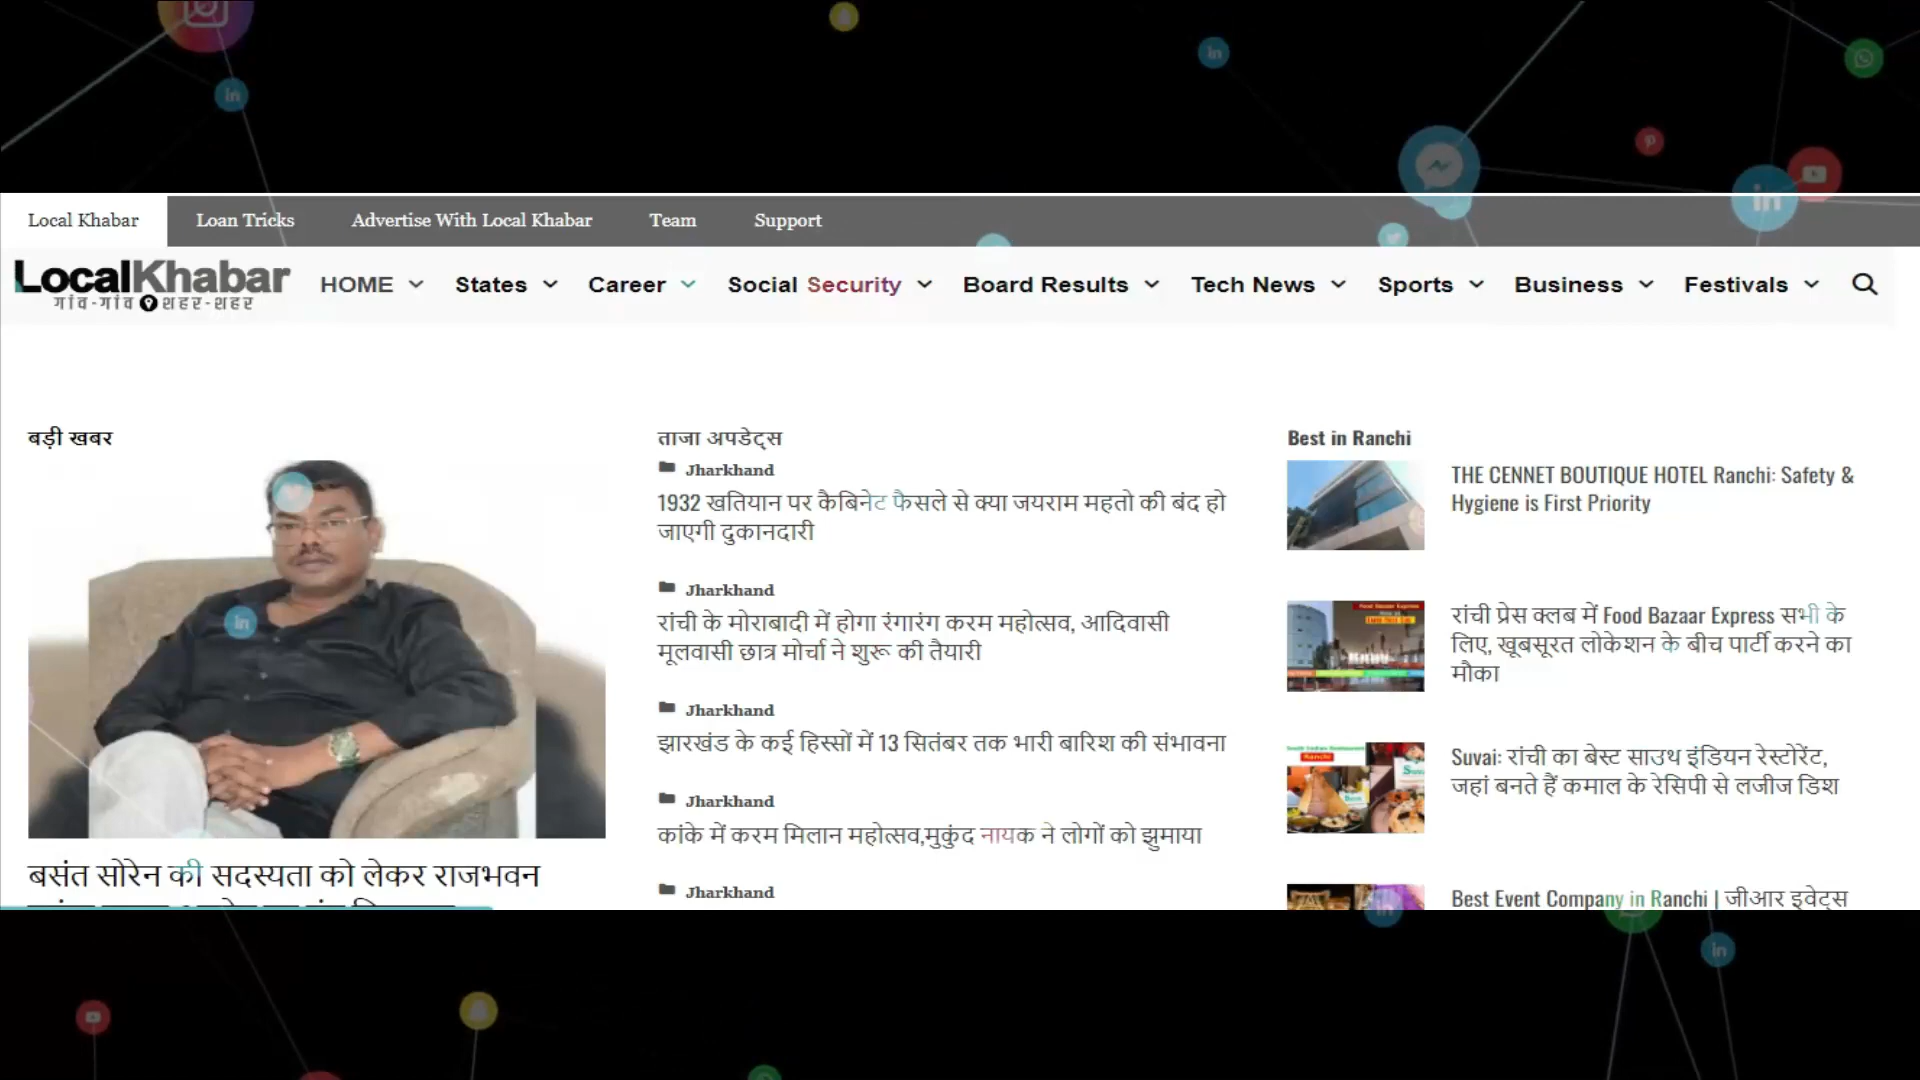 Local Khabar
Loan Tricks
Advertise With Local Khabar
Team
Support
LocalKhabar
गांव-गांव शहर-शहर
HOME
States
Career
Social Security
Board Results
Tech News
Sports
Business
Festivals
बड़ी खबर
बसंत सोरेन की सदस्यता को लेकर राजभवन
ताजा अपडेट्स
Jharkhand
1932 खतियान पर कैबिनेट फैसले से क्या जयराम महतो की बंद हो
जाएगी दुकानदारी
Jharkhand
रांची के मोराबादी में होगा रंगारंग करम महोत्सव, आदिवासी
मूलवासी छात्र मोर्चा ने शुरू की तैयारी
Jharkhand
झारखंड के कई हिस्सों में 13 सितंबर तक भारी बारिश की संभावना
Jharkhand
कांके में करम मिलान महोत्सव,मुकुंद नायक ने लोगों को झुमाया
Jharkhand
Best in Ranchi
THE CENNET BOUTIQUE HOTEL Ranchi: Safety &
Hygiene is First Priority
रांची प्रेस क्लब में Food Bazaar Express सभी के
लिए, खूबसूरत लोकेशन के बीच पार्टी करने का
मौका
Suvai: रांची का बेस्ट साउथ इंडियन रेस्टोरेंट,
जहां बनते हैं कमाल के रेसिपी से लजीज डिश
Best Event Company in Ranchi | जीआर इवेंट्स